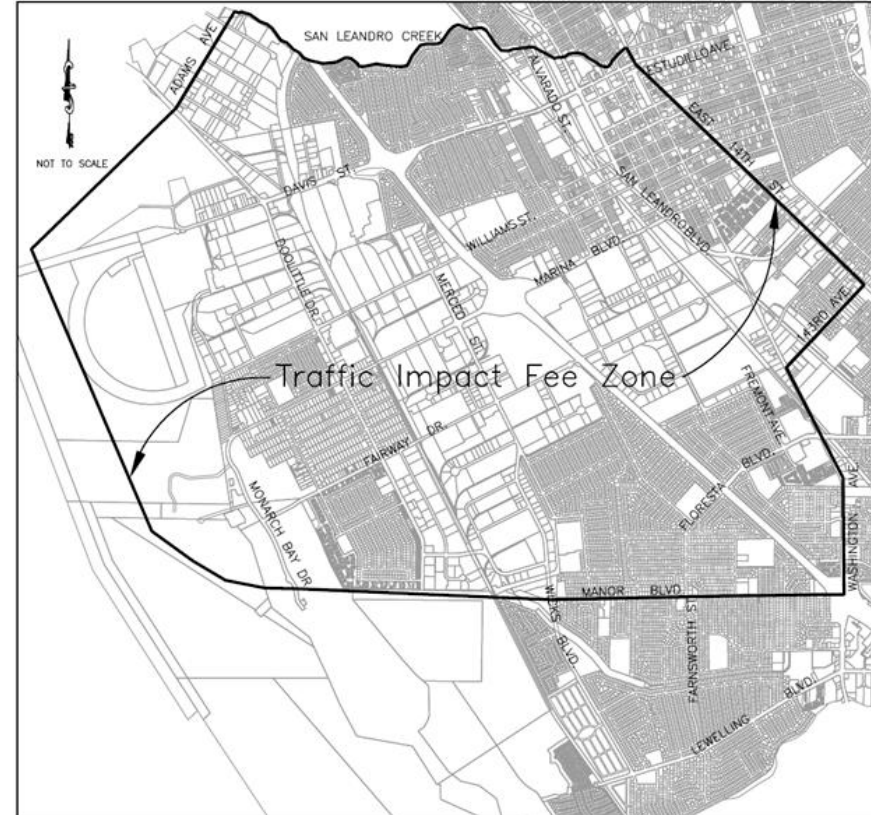 SAN LEANDRO CREEK
ADAMS AVE
ALVARADO ST.
ESTUDILLO AVE.
EAST 14TH ST.
NOT TO SCALE
DAVIS ST
SAN LEANDRO BLVD.
WILLIAMS ST.
MARINA BLVD.
DOOLITTLE DR.
MERCED ST.
143RD AVE.
Traffic Impact Fee Zone
FREMONT AVE.
FAIRWAY DR.
FLORESTA BLVD.
MONARCH BAY DR.
WASHINGTON AVE.
MANOR BLVD
WICKS BLVD.
FARNSWORTH ST.
LEWELLING BLVD.